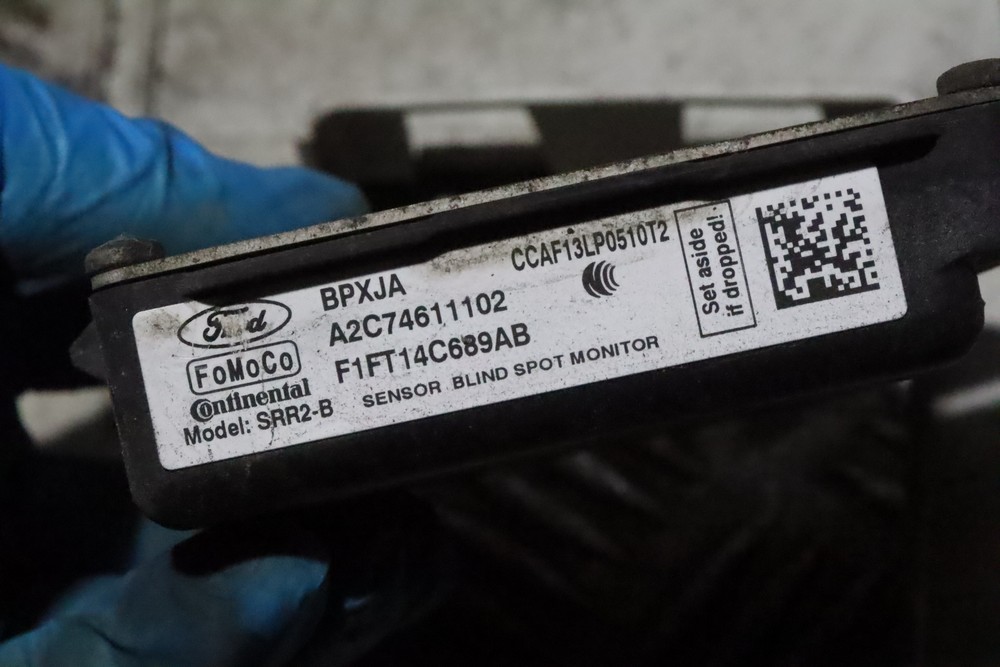 Ford
FoMoCo
Continental
Model: SRR2-B
BPXJA
A2C74611102
F1FT14C689AB
SENSOR BLIND SPOT MONITOR
CCAF13LP0510T2
Set aside
if dropped!